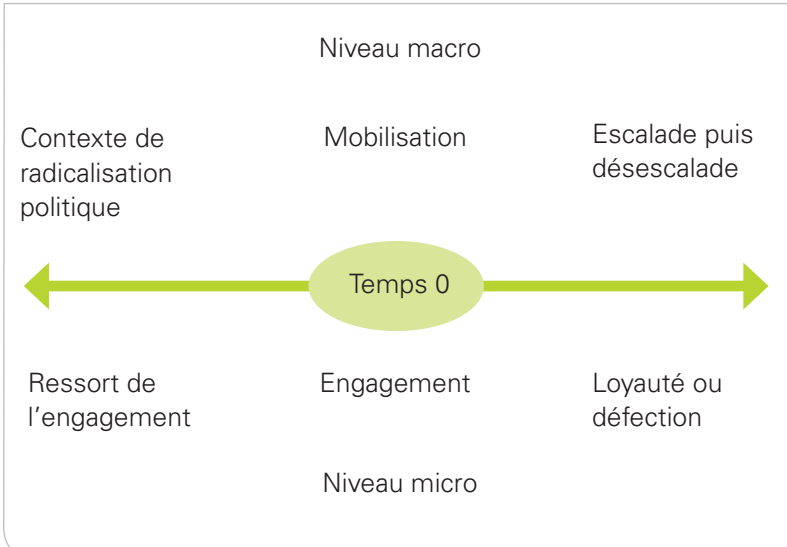 Niveau macro
Contexte de
radicalisation
politique
Mobilisation
Escalade puis
désescalade
Temps 0
Ressort de
l'engagement
Engagement
Loyauté ou
défection
Niveau micro